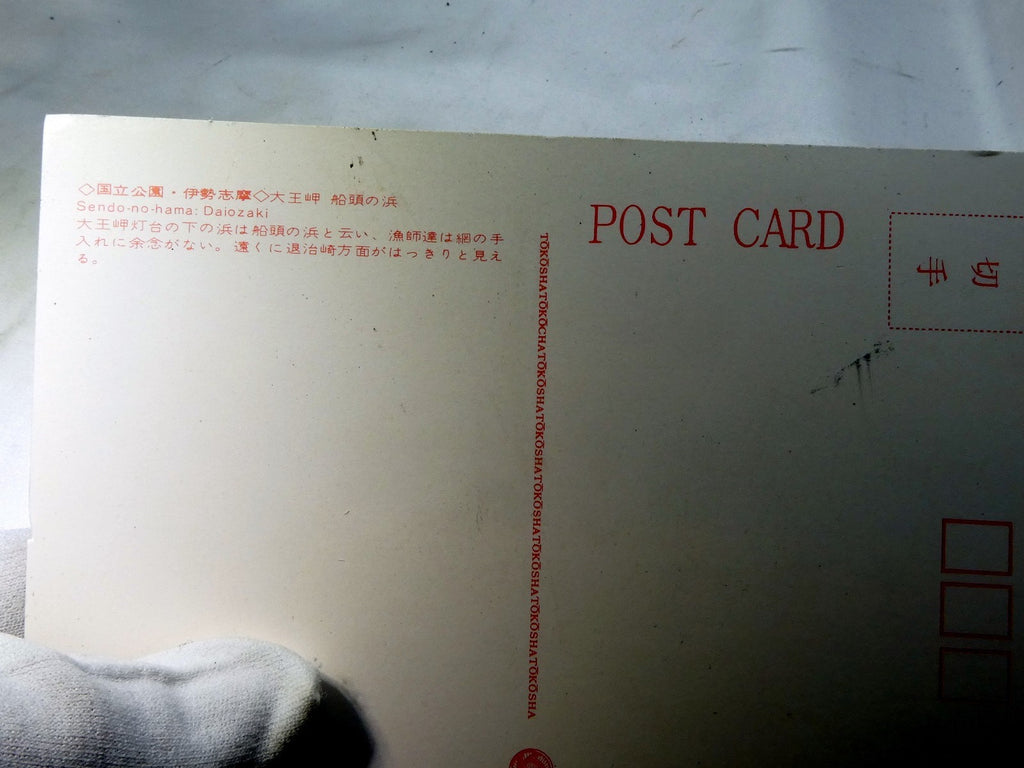 ◇国立公園・伊勢志摩◇大王岬 船頭の浜
Sendo-no-hama: Daiozaki
大王岬灯台の下の浜は船頭の浜と云い、漁師達は網の手
入れに余念がない。遠くに退治崎方面がはっきりと見え
る。
TŌKŌSHATŌKŌCHATŌKŌSHATŌKŌSHATŌKŌSHATŌKŌSHATŌKŌSHATŌKŌSHA
POST CARD
切手